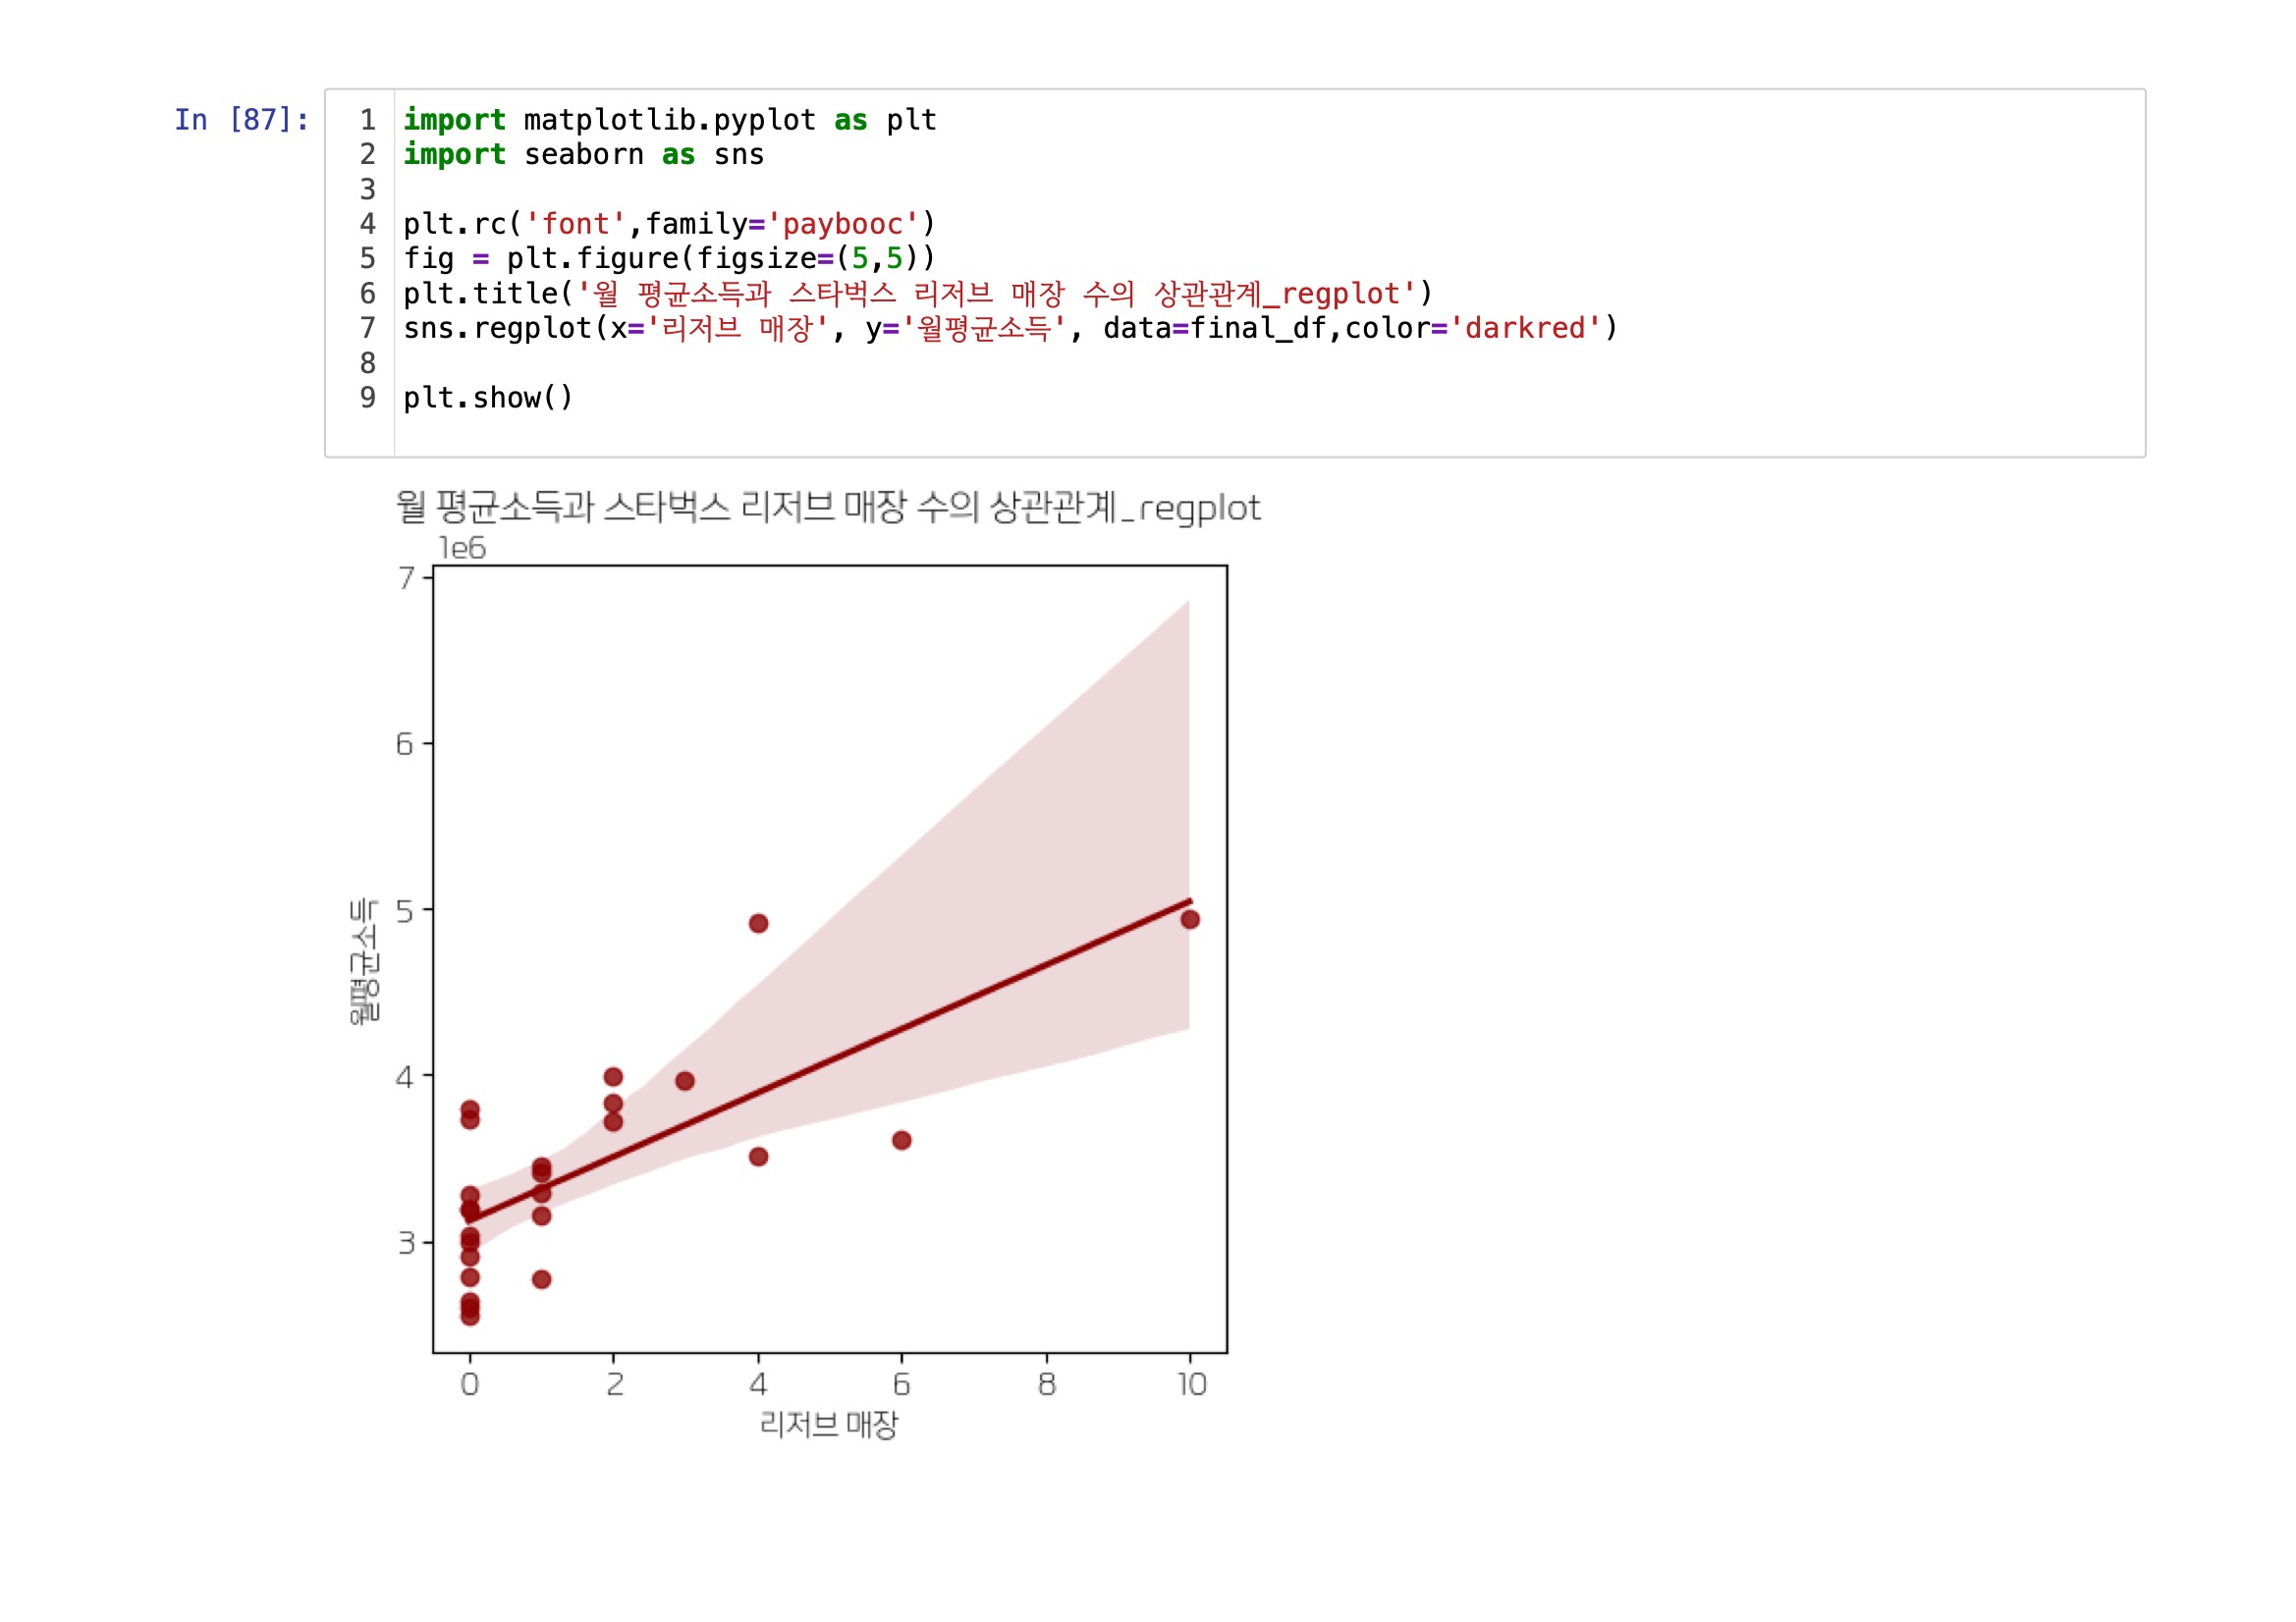 In [87]:
1 import matplotlib.pyplot as plt
2 import seaborn as sns
3
4 plt.rc('font',family='paybooc')
5 fig = plt.figure(figsize=(5,5))
6 plt.title('월 평균소득과 스타벅스 리저브 매장 수의 상관관계_regplot')
7 sns.regplot(x='리저브 매장', y='월평균소득', data=final_df,color='darkred')
8
9 plt.show()
월 평균소득과 스타벅스 리저브 매장 수의 상관관계_regplot
1e6
7
6
5
4
3
월평균소득
0 2 4 6 8 10
리저브 매장